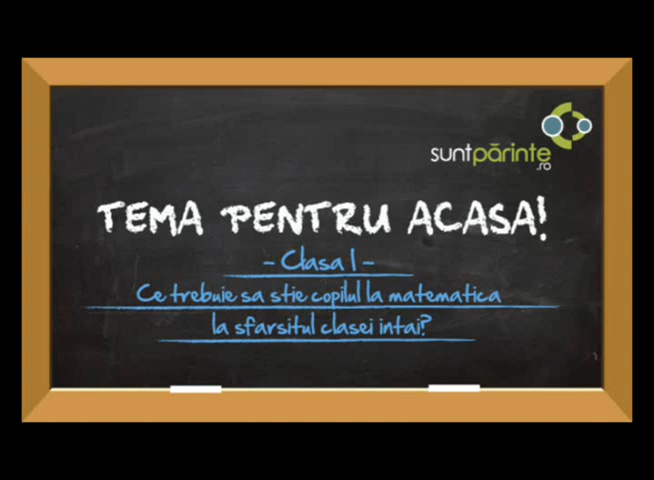 suntpărinte
.ro
TEMA PENTRU ACASA!
- Clasa I -
Ce trebuie sa stie copilul la matematica
la sfarsitul clasei intai?